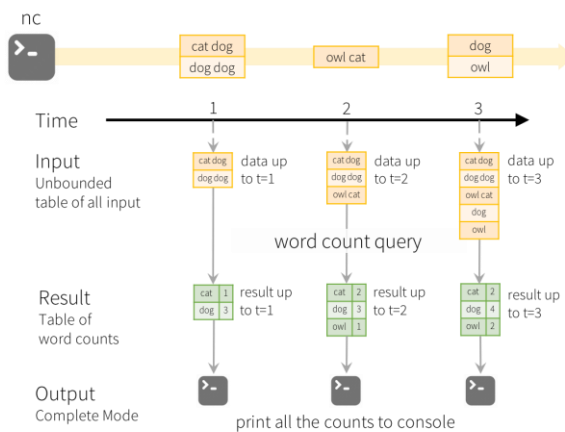 nc
cat dog
dog dog
owl cat
dog
owl
Time
1
2
3
Input
Unbounded
table of all input
cat dog
dog dog
data up
to t=1
cat dog
dog dog
owl cat
data up
to t=2
cat dog
dog dog
owl cat
dog
owl
data up
to t=3
word count query
Result
Table of
word counts
cat 1
dog 3
result up
to t=1
cat 2
dog 3
owl 1
result up
to t=2
cat 2
dog 4
owl 2
result up
to t=3
Output
Complete Mode
print all the counts to console